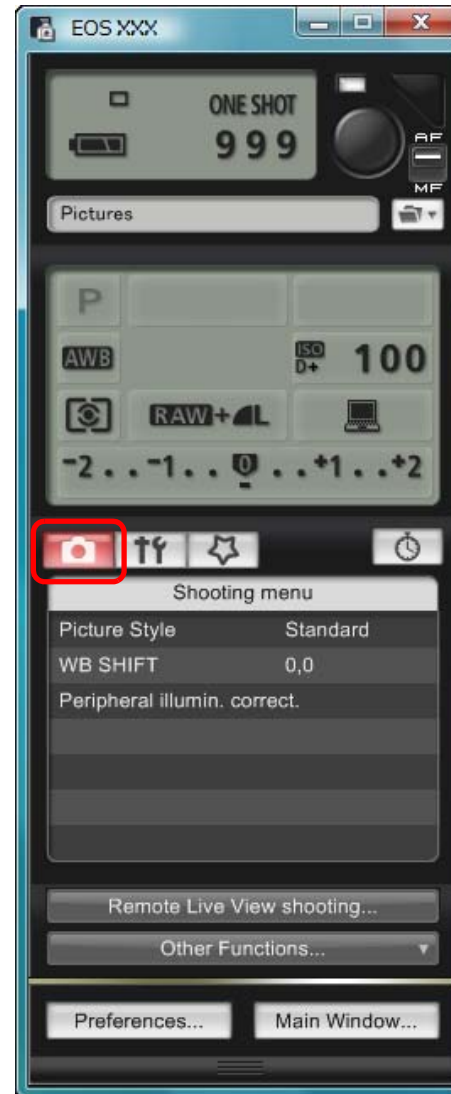 EOS XXX
ONE SHOT
999
AF
MF
Pictures
P
AWB
ISO
D+ 100
RAW+L
-2..-1..0..+1..+2
Shooting menu
Picture Style Standard
WB SHIFT 0,0
Peripheral illumin. correct.
Remote Live View shooting...
Other Functions...
Preferences... Main Window...